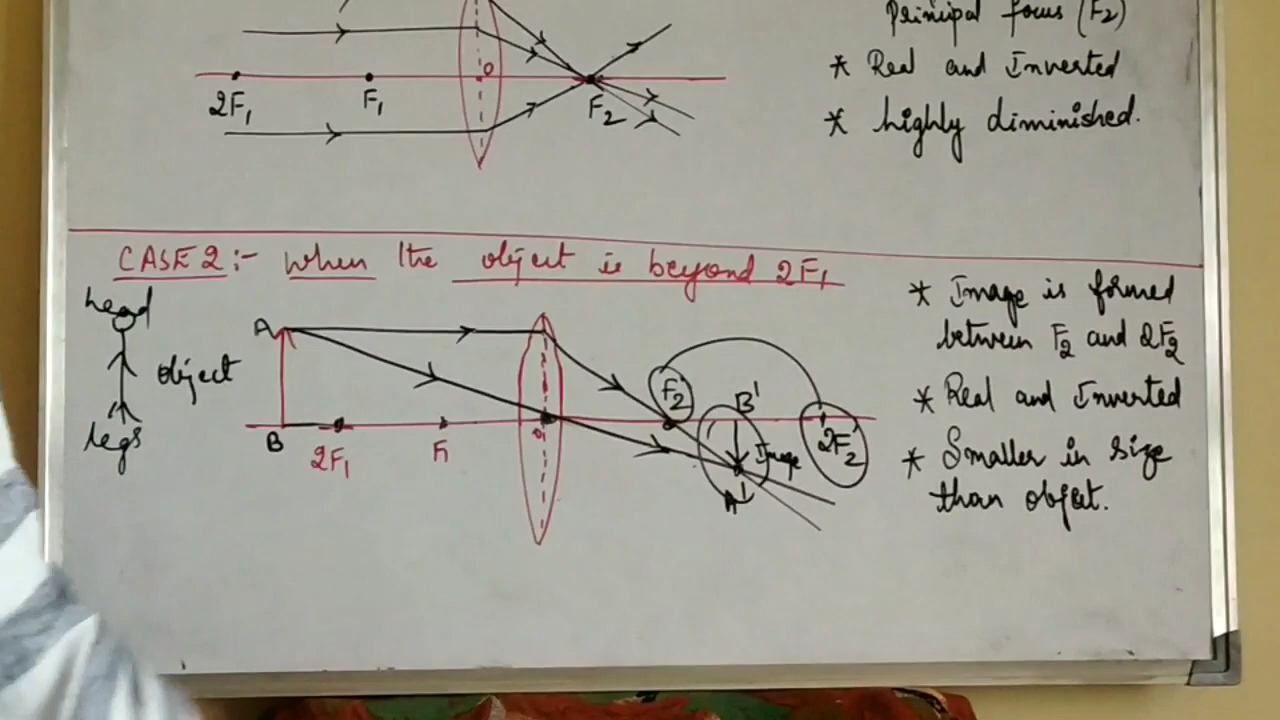 Principal focus (F2)
* Real and Inverted
* highly diminished.
2F1 F1 O F2
CASE 2:- When the object is beyond 2F1
* Image is formed
between F2 and 2F2
* Real and Inverted
* Smaller in size
than object.
head
object
legs
A
B 2F1 F1 O F2 B' 2F2
Image
A'